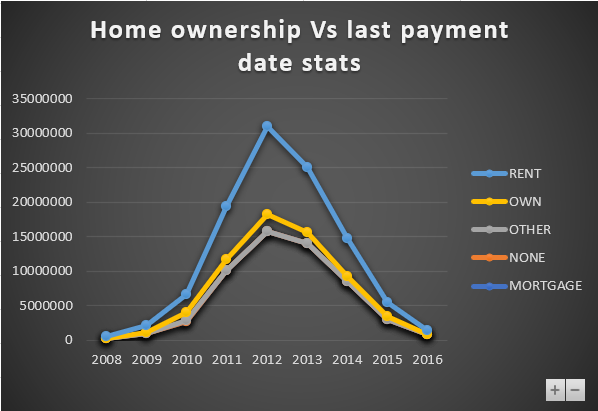 Home ownership Vs last payment
date stats
35000000
30000000
25000000
20000000
15000000
10000000
5000000
0
2008 2009 2010 2011 2012 2013 2014 2015 2016
RENT
OWN
OTHER
NONE
MORTGAGE
+ −